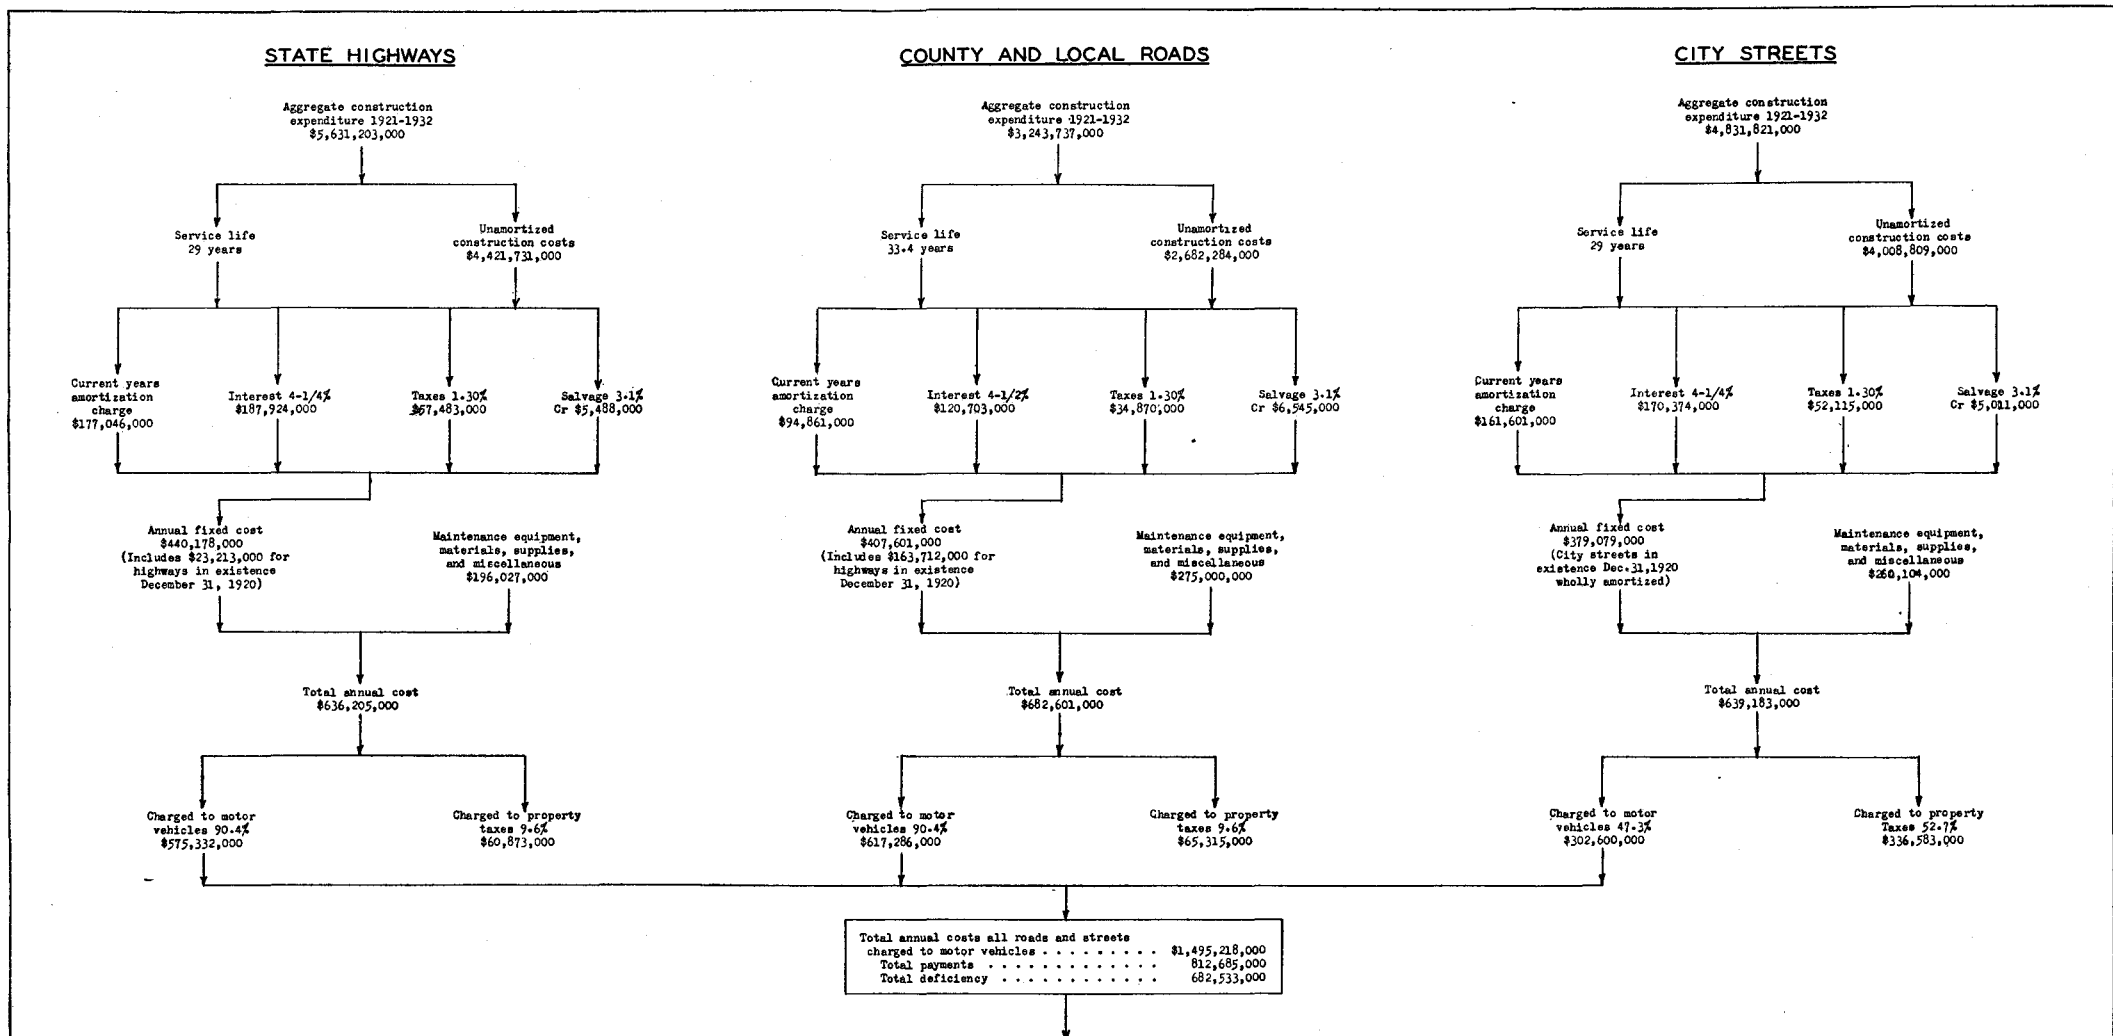 STATE HIGHWAYS
Aggregate construction
expenditure 1921-1932
$5,631,203,000
Service life
29 years
Unamortized
construction costs
$4,421,731,000
Current years
amortization
charge
$177,046,000
Interest 4-1/4%
$187,924,000
Taxes 1.30%
$57,483,000
Salvage 3.1%
Cr $5,488,000
Annual fixed cost
$440,178,000
(Includes $23,213,000 for
highways in existence
December 31, 1920)
Maintenance equipment,
materials, supplies,
and miscellaneous
$196,027,000
Total annual cost
$636,205,000
Charged to motor
vehicles 90.4%
$575,332,000
Charged to property
taxes 9.6%
$60,873,000
COUNTY AND LOCAL ROADS
Aggregate construction
expenditure 1921-1932
$3,243,737,000
Service life
33.4 years
Unamortized
construction costs
$2,682,284,000
Current years
amortization
charge
$94,861,000
Interest 4-1/2%
$120,703,000
Taxes 1.30%
$34,870,000
Salvage 3.1%
Cr $6,545,000
Annual fixed cost
$407,601,000
(Includes $163,712,000 for
highways in existence
December 31, 1920)
Maintenance equipment,
materials, supplies,
and miscellaneous
$275,000,000
Total annual cost
$682,601,000
Charged to motor
vehicles 90.4%
$617,286,000
Charged to property
taxes 9.6%
$65,315,000
CITY STREETS
Aggregate construction
expenditure 1921-1932
$4,831,821,000
Service life
29 years
Unamortized
construction costs
$4,008,809,000
Current years
amortization
charge
$161,601,000
Interest 4-1/4%
$170,374,000
Taxes 1.30%
$52,115,000
Salvage 3.1%
Cr $5,011,000
Annual fixed cost
$379,079,000
(City streets in
existence Dec.31,1920
wholly amortized)
Maintenance equipment,
materials, supplies,
and miscellaneous
$260,104,000
Total annual cost
$639,183,000
Charged to motor
vehicles 47.3%
$302,600,000
Charged to property
Taxes 52.7%
$336,583,000
Total annual costs all roads and streets
charged to motor vehicles . . . . . . . . . $1,495,218,000
Total payments . . . . . . . . . . . . . 812,685,000
Total deficiency . . . . . . . . . . . . 682,533,000